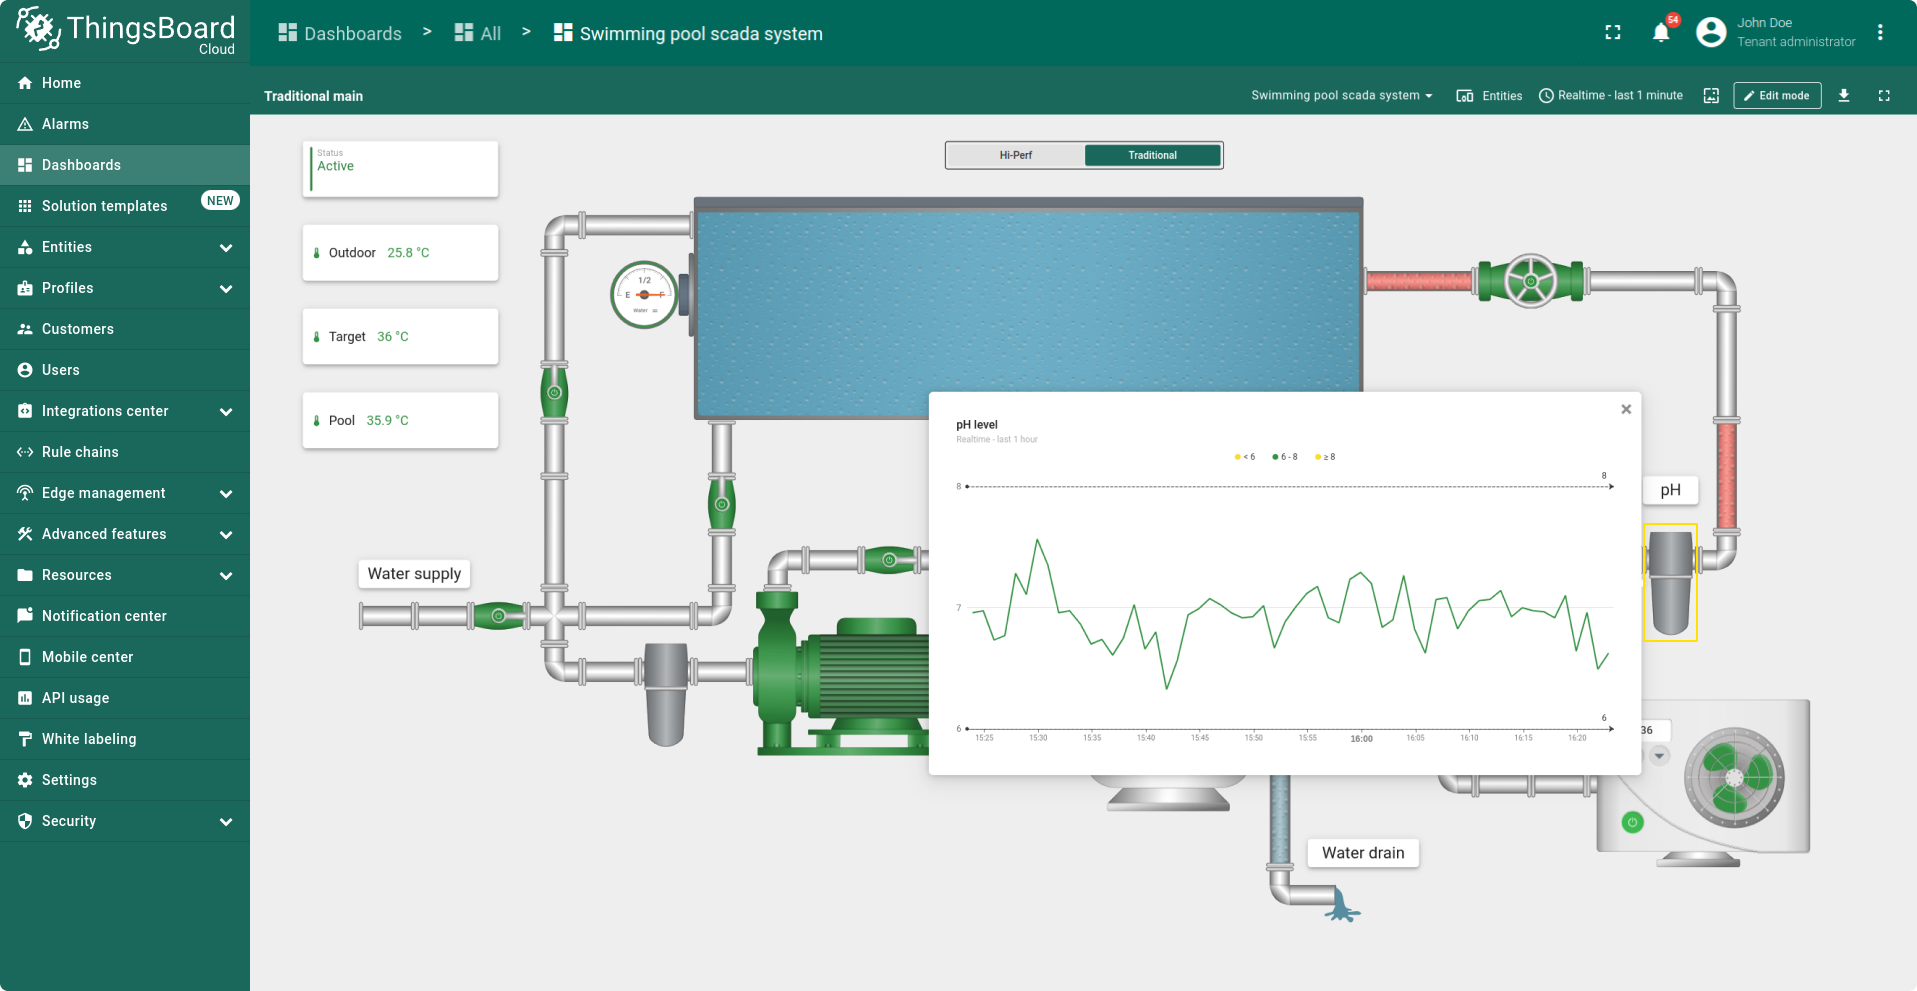 ThingsBoard
Cloud
Dashboards > All > Swimming pool scada system
54
John Doe
Tenant administrator
Home
Alarms
Dashboards
Solution templates NEW
Entities
Profiles
Customers
Users
Integrations center
Rule chains
Edge management
Advanced features
Resources
Notification center
Mobile center
API usage
White labeling
Settings
Security
Traditional main
Swimming pool scada system Entities Realtime - last 1 minute Edit mode
Hi-Perf Traditional
Status
Active
Outdoor 25.8 °C
Target 36 °C
Pool 35.9 °C
1/2
E F
Water
Water supply
pH level
Realtime - last 1 hour
< 6 6 - 8 ≥ 8
8
8
7
6
6
15:25 15:30 15:35 15:40 15:45 15:50 15:55 16:00 16:05 16:10 16:15 16:20
pH
36
Water drain